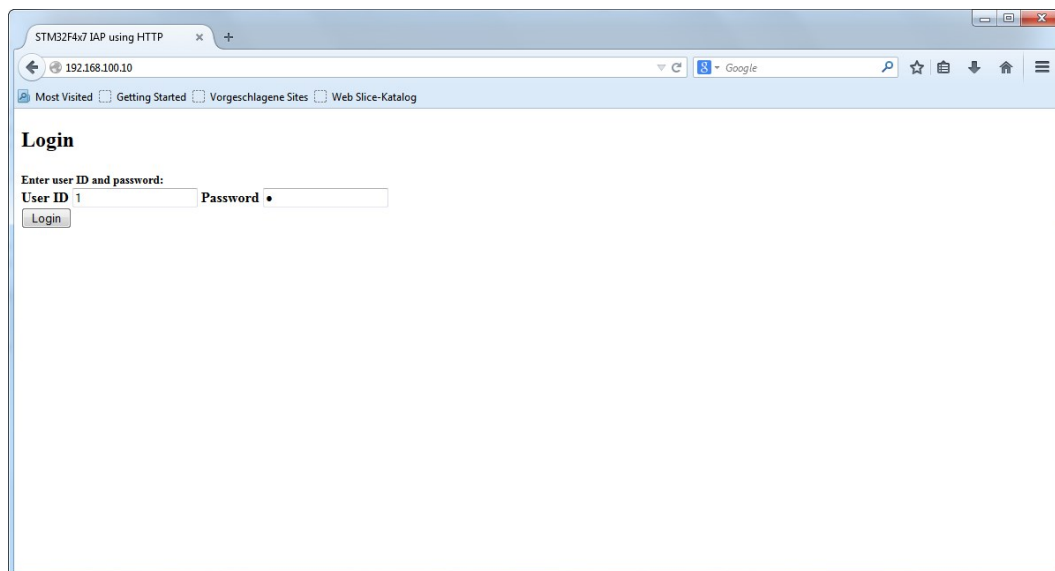 STM32F4x7 IAP using HTTP
192.168.100.10
Google
Most Visited Getting Started Vorgeschlagene Sites Web Slice-Katalog
Login
Enter user ID and password:
User ID 1 Password •
Login